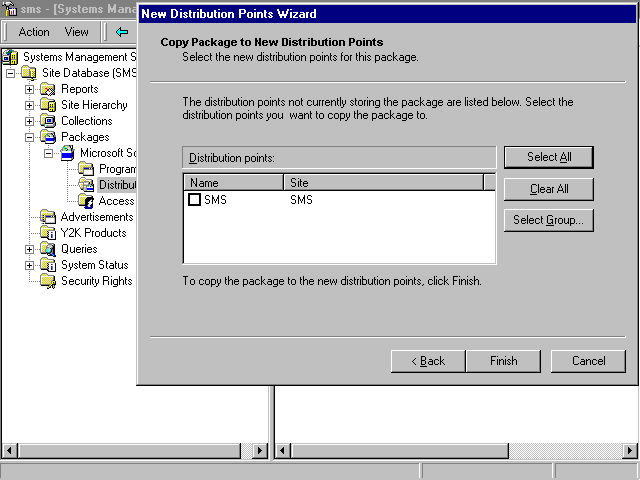 sms - [Systems Mana
Action View
Systems Management S
Site Database (SMS
Reports
Site Hierarchy
Collections
Packages
Microsoft Sc
Program
Distribut
Access
Advertisements
Y2K Products
Queries
System Status
Security Rights
New Distribution Points Wizard
Copy Package to New Distribution Points
Select the new distribution points for this package.
The distribution points not currently storing the package are listed below. Select the
distribution points you want to copy the package to.
Distribution points:
Name Site
SMS SMS
Select All
Clear All
Select Group...
To copy the package to the new distribution points, click Finish.
< Back Finish Cancel